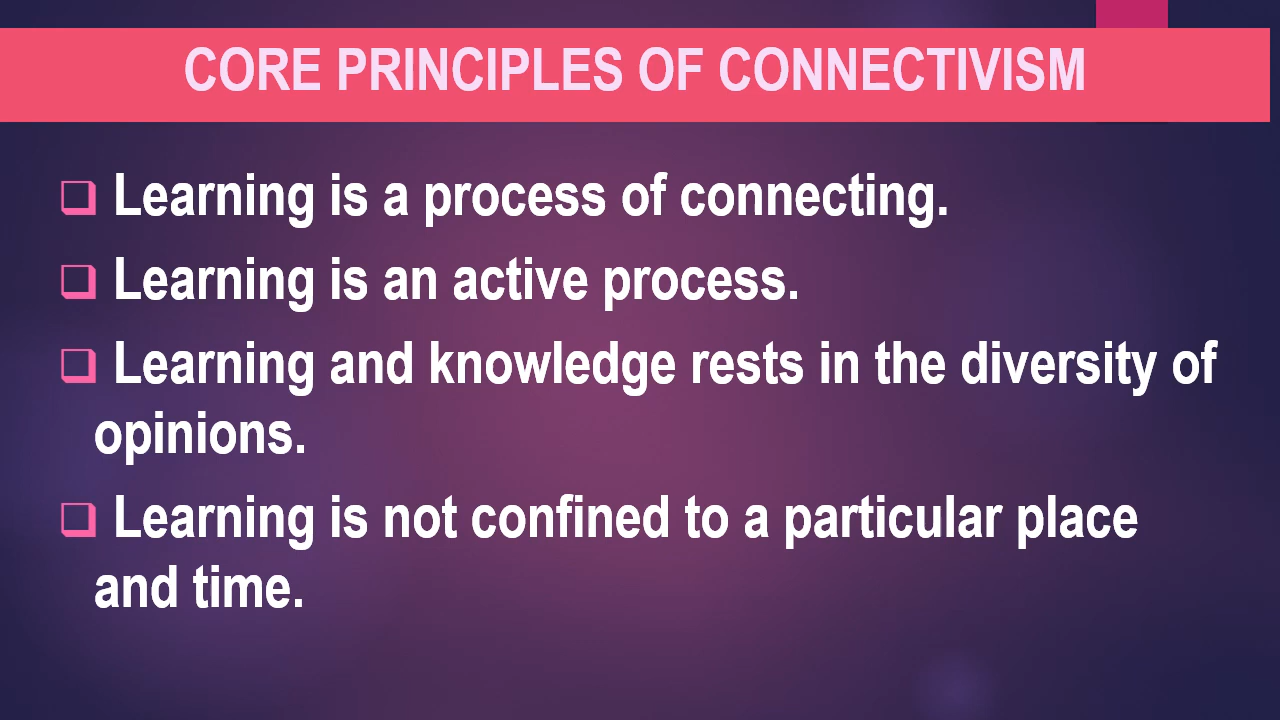 CORE PRINCIPLES OF CONNECTIVISM
Learning is a process of connecting.
Learning is an active process.
Learning and knowledge rests in the diversity of
opinions.
Learning is not confined to a particular place
and time.